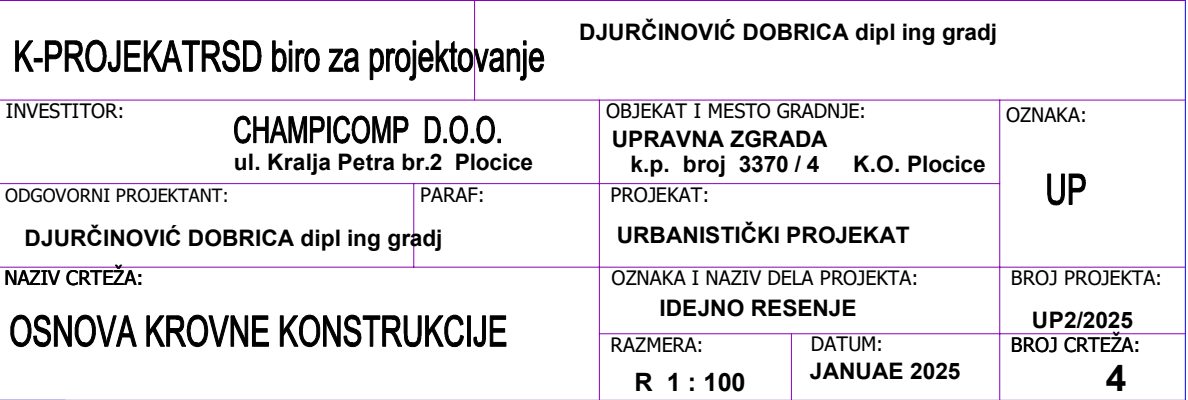 K-PROJEKATRSD biro za projektovanje
DJURČINOVIĆ DOBRICA dipl ing gradj
INVESTITOR:
CHAMPICOMP D.O.O.
ul. Kralja Petra br.2 Plocice
OBJEKAT I MESTO GRADNJE:
UPRAVNA ZGRADA
k.p. broj 3370 / 4 K.O. Plocice
OZNAKA:
UP
ODGOVORNI PROJEKTANT:
DJURČINOVIĆ DOBRICA dipl ing gradj
PARAF:
PROJEKAT:
URBANISTIČKI PROJEKAT
NAZIV CRTEŽA:
OSNOVA KROVNE KONSTRUKCIJE
OZNAKA I NAZIV DELA PROJEKTA:
IDEJNO RESENJE
BROJ PROJEKTA:
UP2/2025
RAZMERA:
R 1 : 100
DATUM:
JANUAE 2025
BROJ CRTEŽA:
4